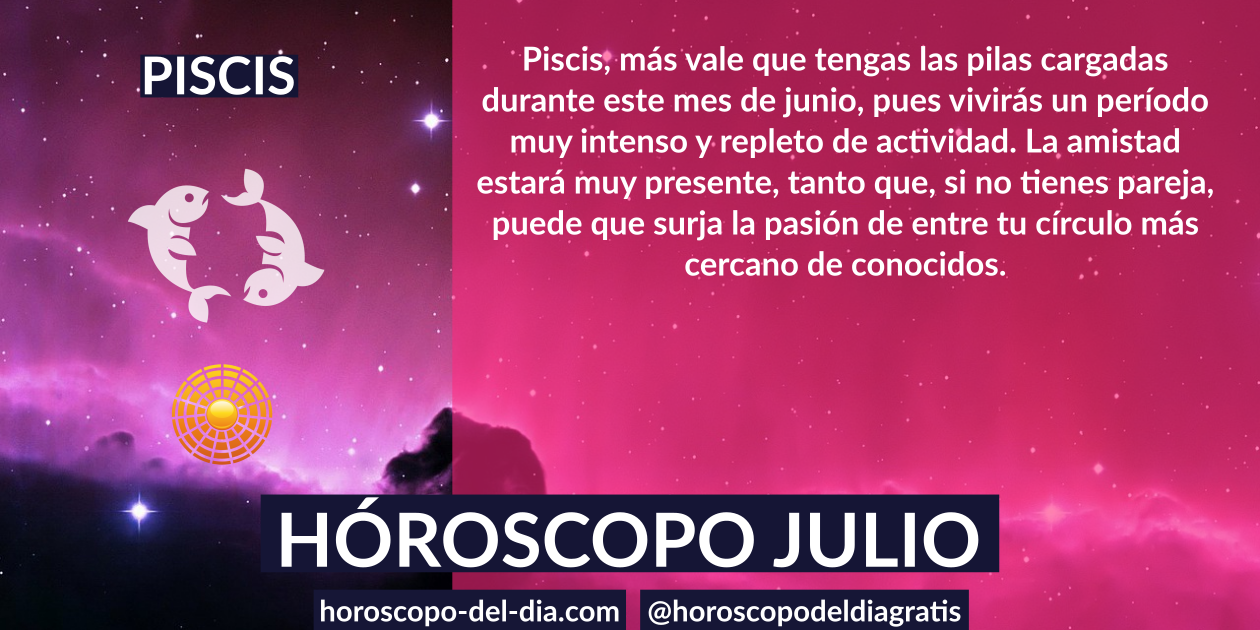 PISCIS
Piscis, más vale que tengas las pilas cargadas
durante este mes de junio, pues vivirás un período
muy intenso y repleto de actividad. La amistad
estará muy presente, tanto que, si no tienes pareja,
puede que surja la pasión de entre tu círculo más
cercano de conocidos.
HÓROSCOPO JULIO
horoscopo-del-dia.com
@horoscopodeldiagratis